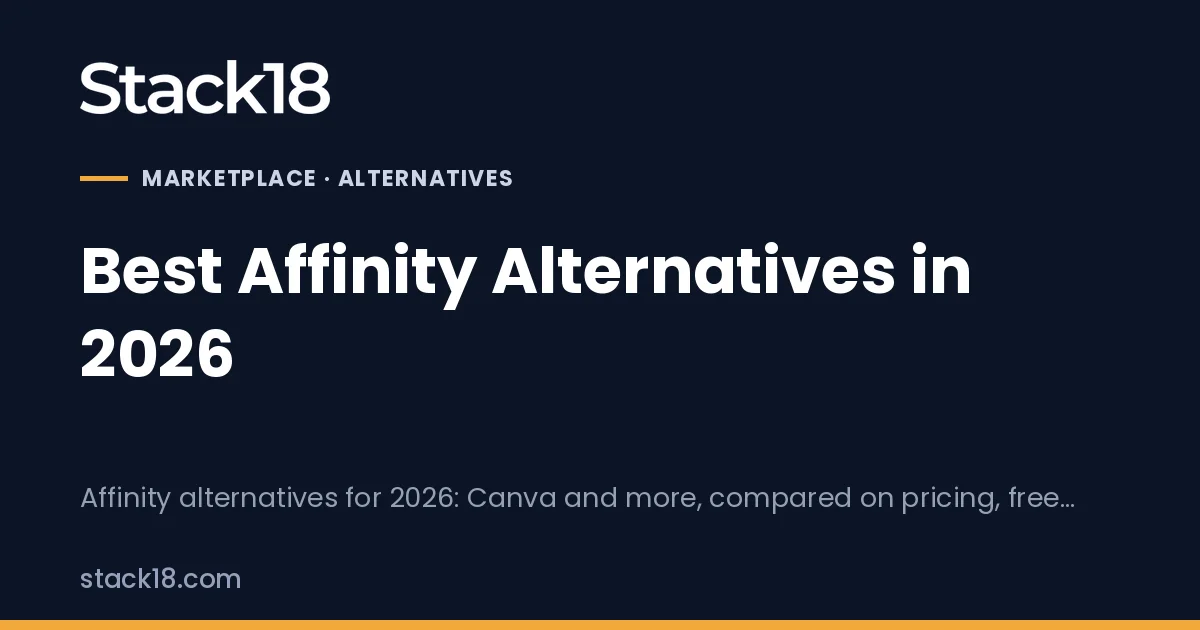 Stack18
MARKETPLACE · ALTERNATIVES
Best Affinity Alternatives in
2026
Affinity alternatives for 2026: Canva and more, compared on pricing, free…
stack18.com